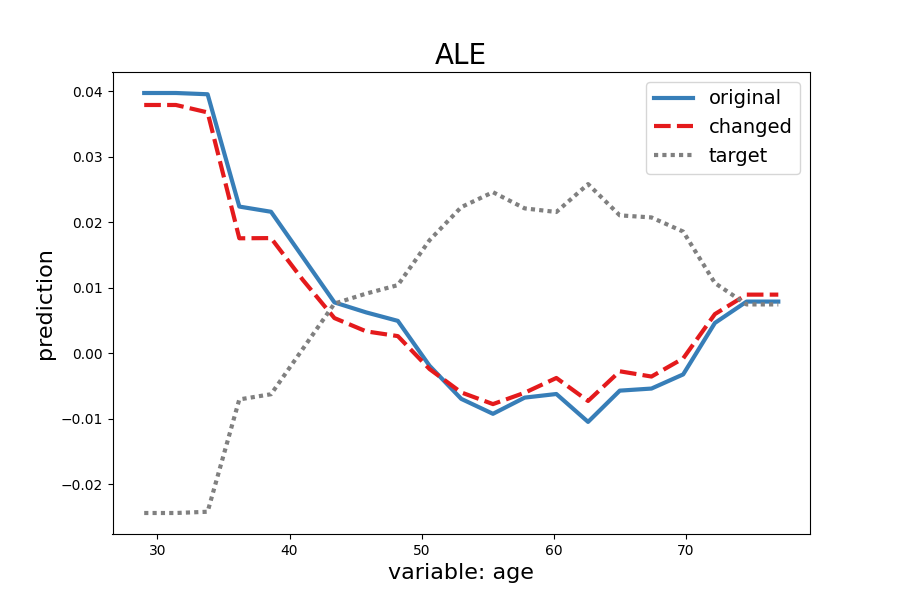 ALE
original
changed
target
0.04
0.03
0.02
0.01
0.00
−0.01
−0.02
prediction
30 40 50 60 70
variable: age